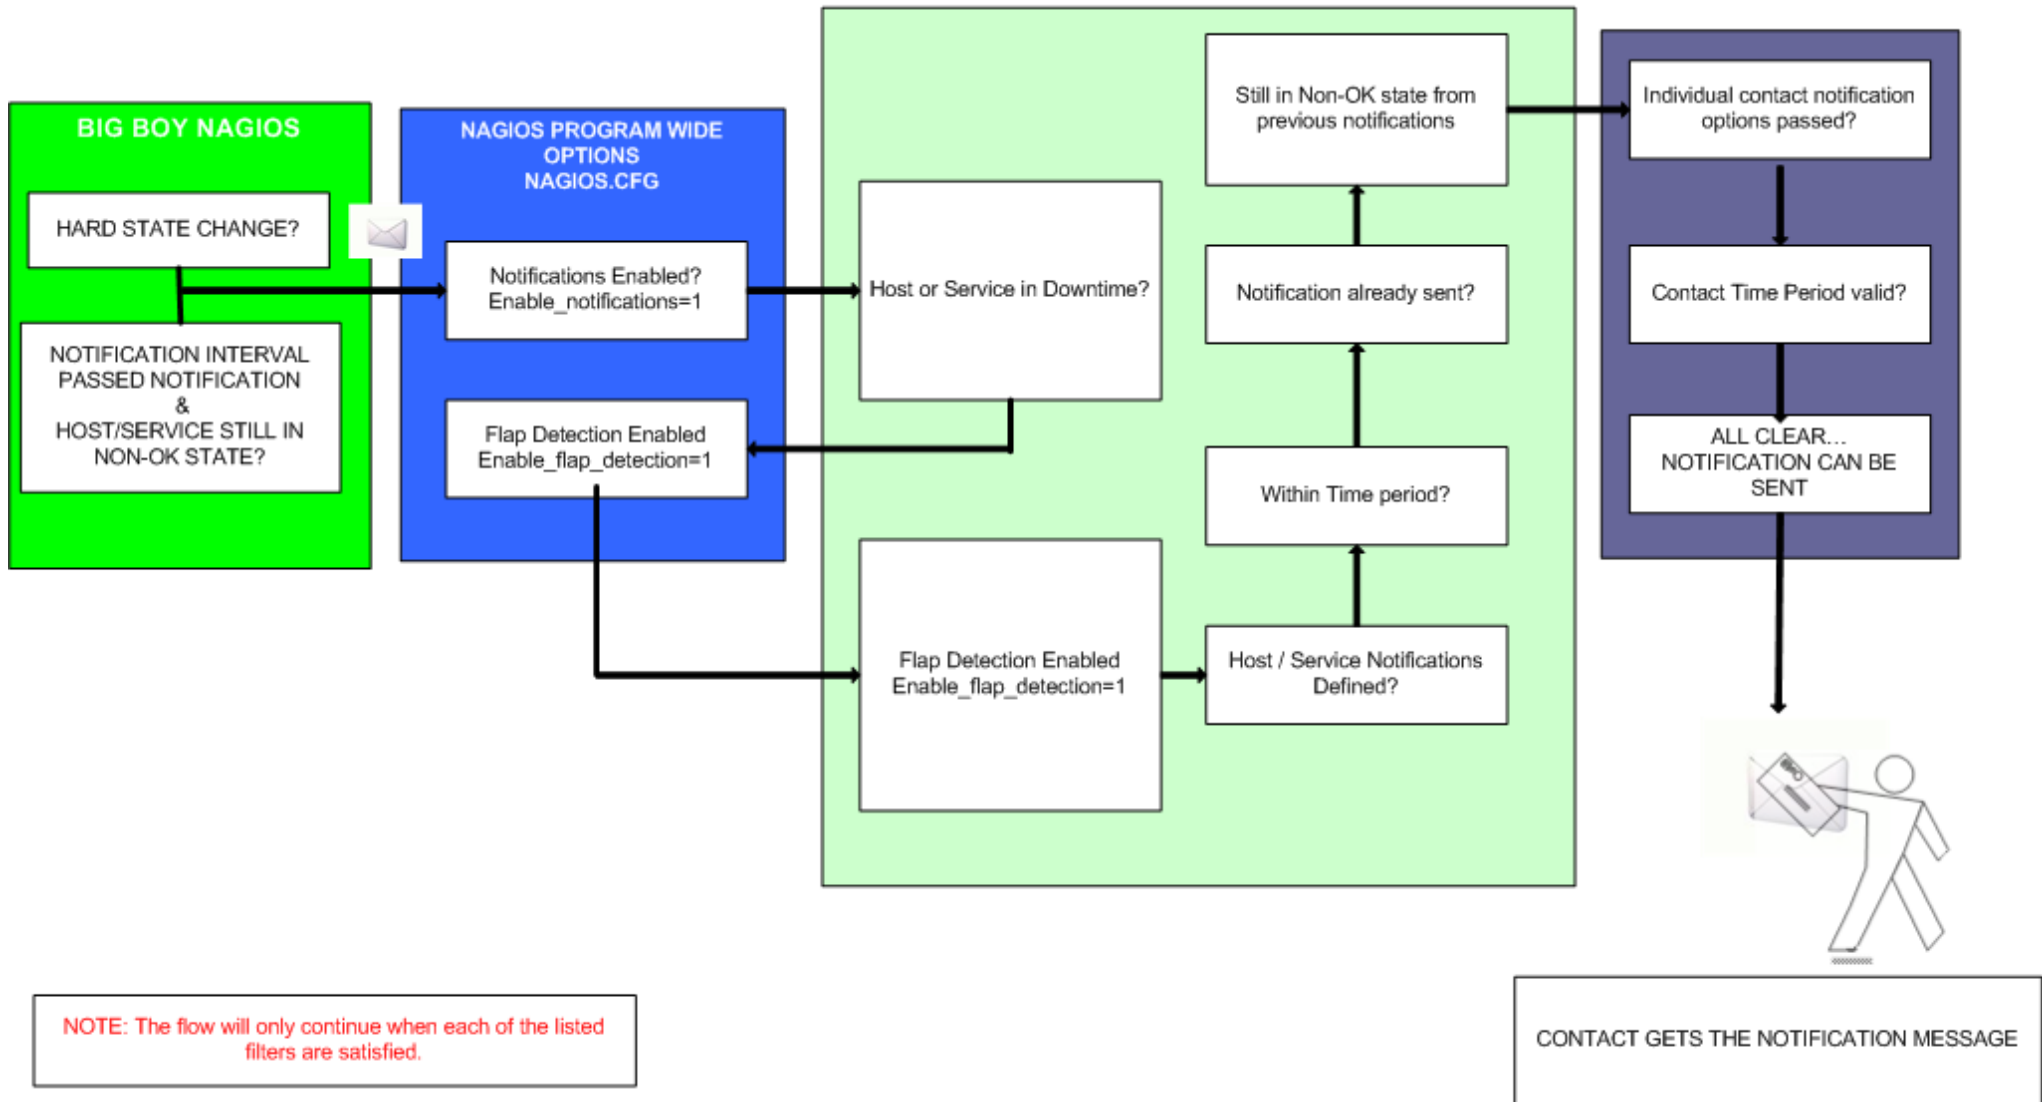 BIG BOY NAGIOS
HARD STATE CHANGE?
NOTIFICATION INTERVAL
PASSED NOTIFICATION
&
HOST/SERVICE STILL IN
NON-OK STATE?
NAGIOS PROGRAM WIDE
OPTIONS
NAGIOS.CFG
Notifications Enabled?
Enable_notifications=1
Flap Detection Enabled
Enable_flap_detection=1
Host or Service in Downtime?
Flap Detection Enabled
Enable_flap_detection=1
Still in Non-OK state from
previous notifications
Notification already sent?
Within Time period?
Host / Service Notifications
Defined?
Individual contact notification
options passed?
Contact Time Period valid?
ALL CLEAR...
NOTIFICATION CAN BE
SENT
NOTE: The flow will only continue when each of the listed
filters are satisfied.
CONTACT GETS THE NOTIFICATION MESSAGE